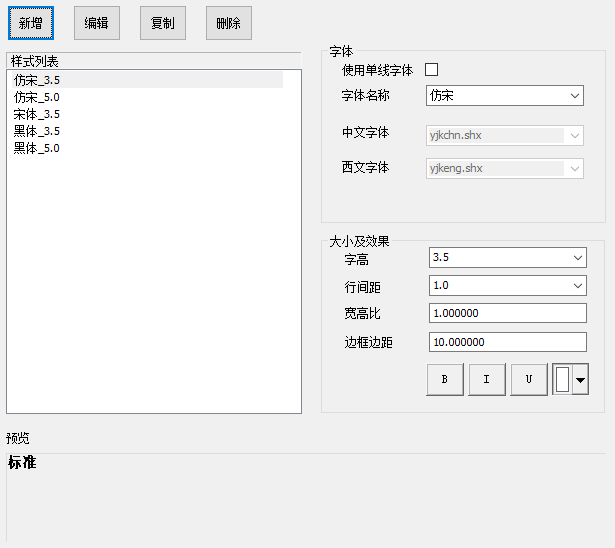 新增 编辑 复制 删除
样式列表
仿宋_3.5
仿宋_5.0
宋体_3.5
黑体_3.5
黑体_5.0
字体
使用单线字体
字体名称 仿宋
中文字体 yjkchn.shx
西文字体 yjkeng.shx
大小及效果
字高 3.5
行间距 1.0
宽高比 1.000000
边框边距 10.000000
B I U
预览
标准